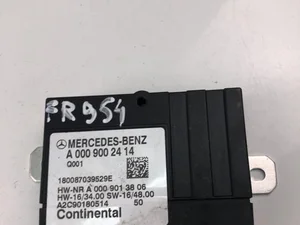 FR954
MERCEDES-BENZ
A 000 900 24 14
Q001
180087039529E
HW-NR A 000 901 38 06
HW-16/34.00 SW-16/48.00
A2C90180514 50
Continental